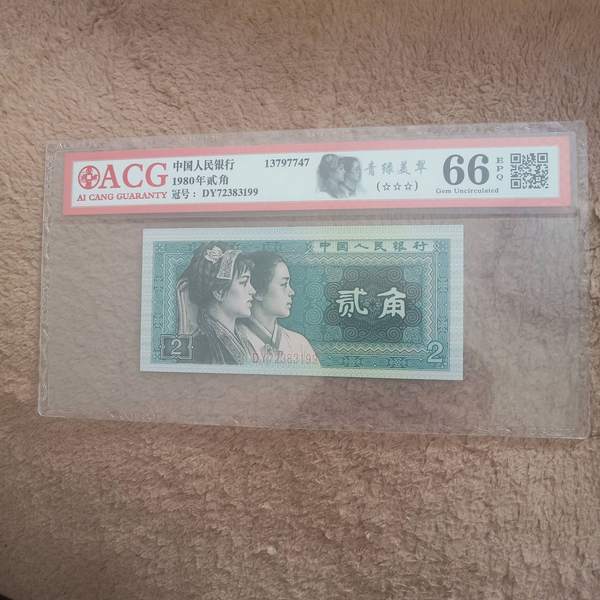 ACG
AI CANG GUARANTY
中国人民银行
1980年贰角
冠号：DY72383199
13797747
青绿美翠
(☆☆☆)
66
EPQ
Gem Uncirculated
中国人民银行
贰角
2
DY72383199
2